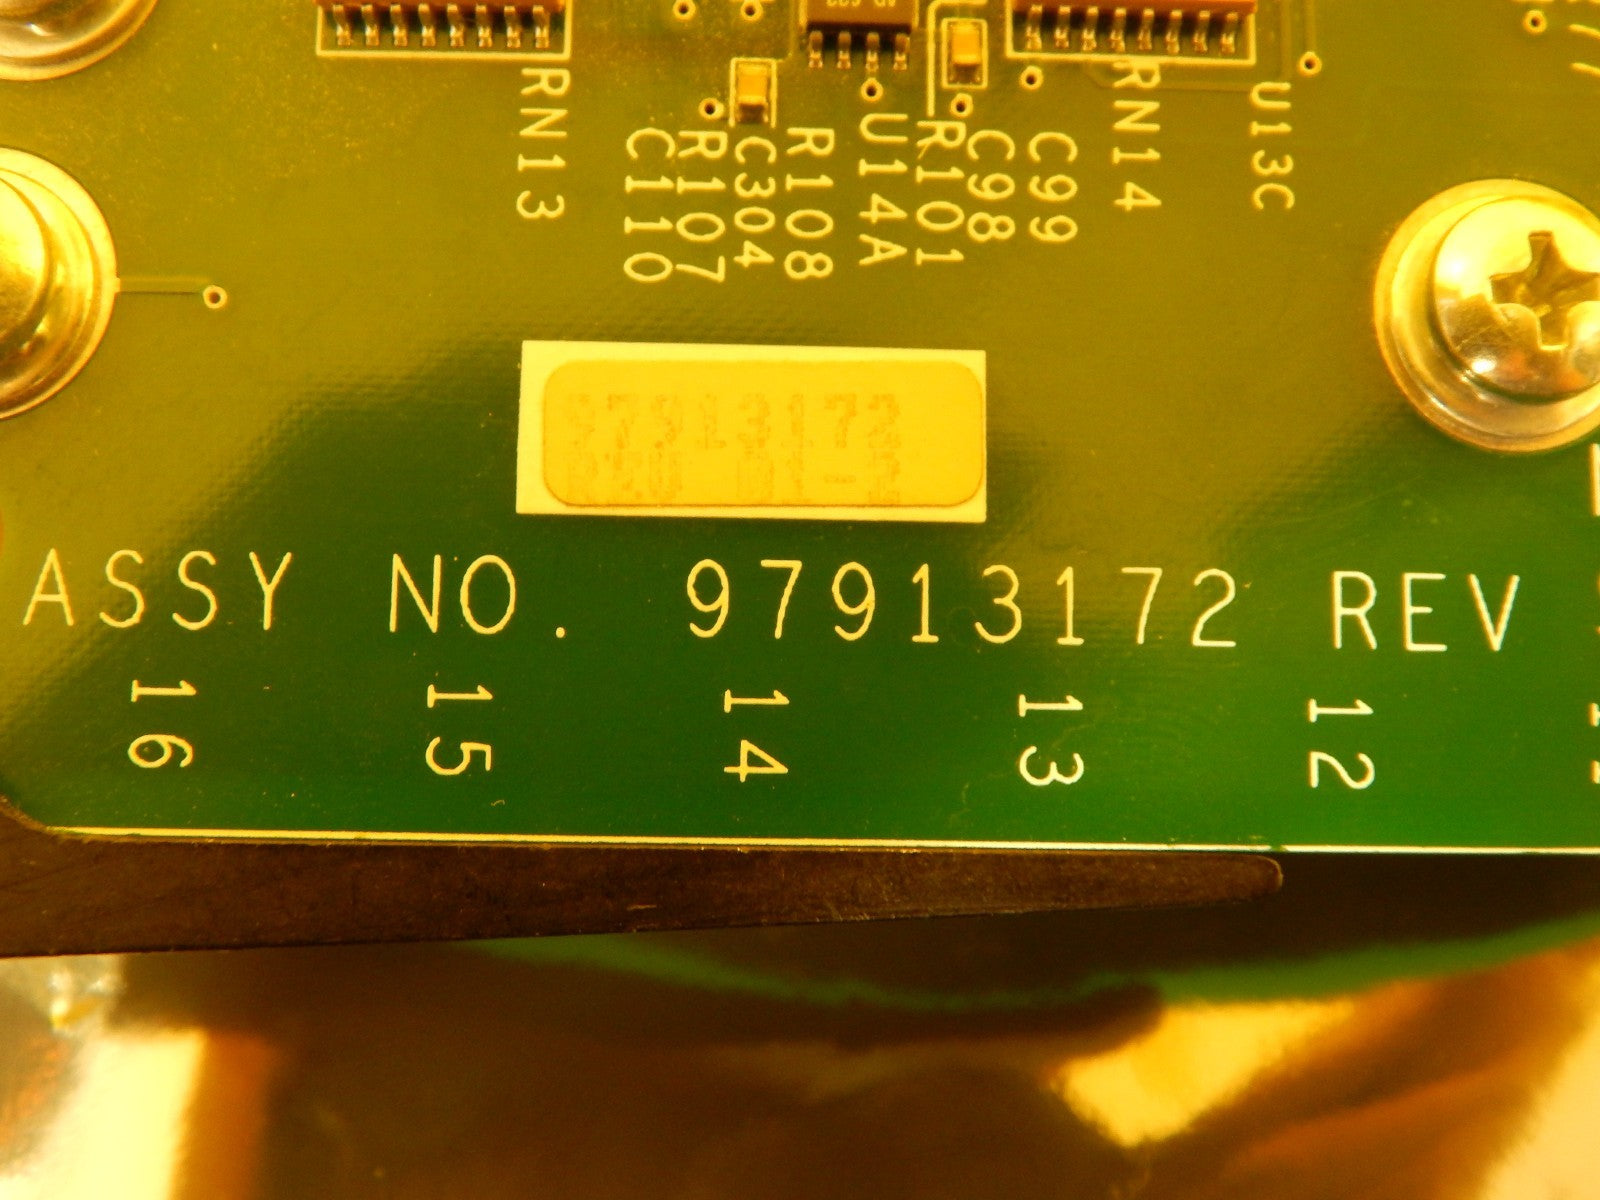 RN13
C110
R107
C304
R108
U14A
R101
C98
C99
RN14
U13C
97913172
ASSY NO. 97913172 REV
16 15 14 13 12